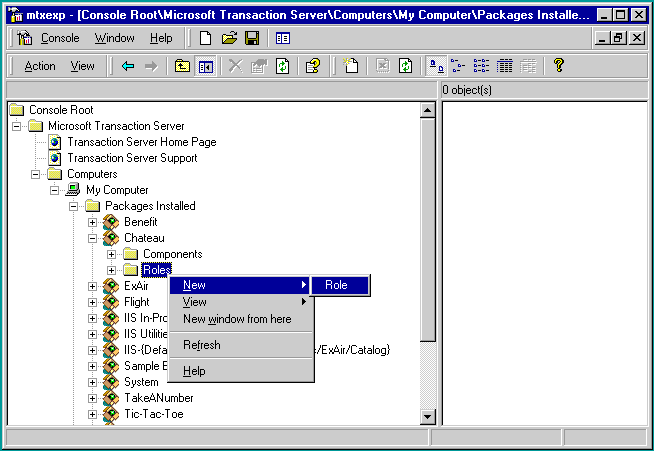 mtxexp - [Console Root\Microsoft Transaction Server\Computers\My Computer\Packages Installe...
Console Window Help
Action View
0 object(s)
Console Root
Microsoft Transaction Server
Transaction Server Home Page
Transaction Server Support
Computers
My Computer
Packages Installed
Benefit
Chateau
Components
Roles
New Role
ExAir
Flight
View
IIS In-Pro
New window from here
IIS Utilitie
Refresh
IIS-{Defa
c/ExAir/Catalog}
Sample E
Help
System
TakeANumber
Tic-Tac-Toe